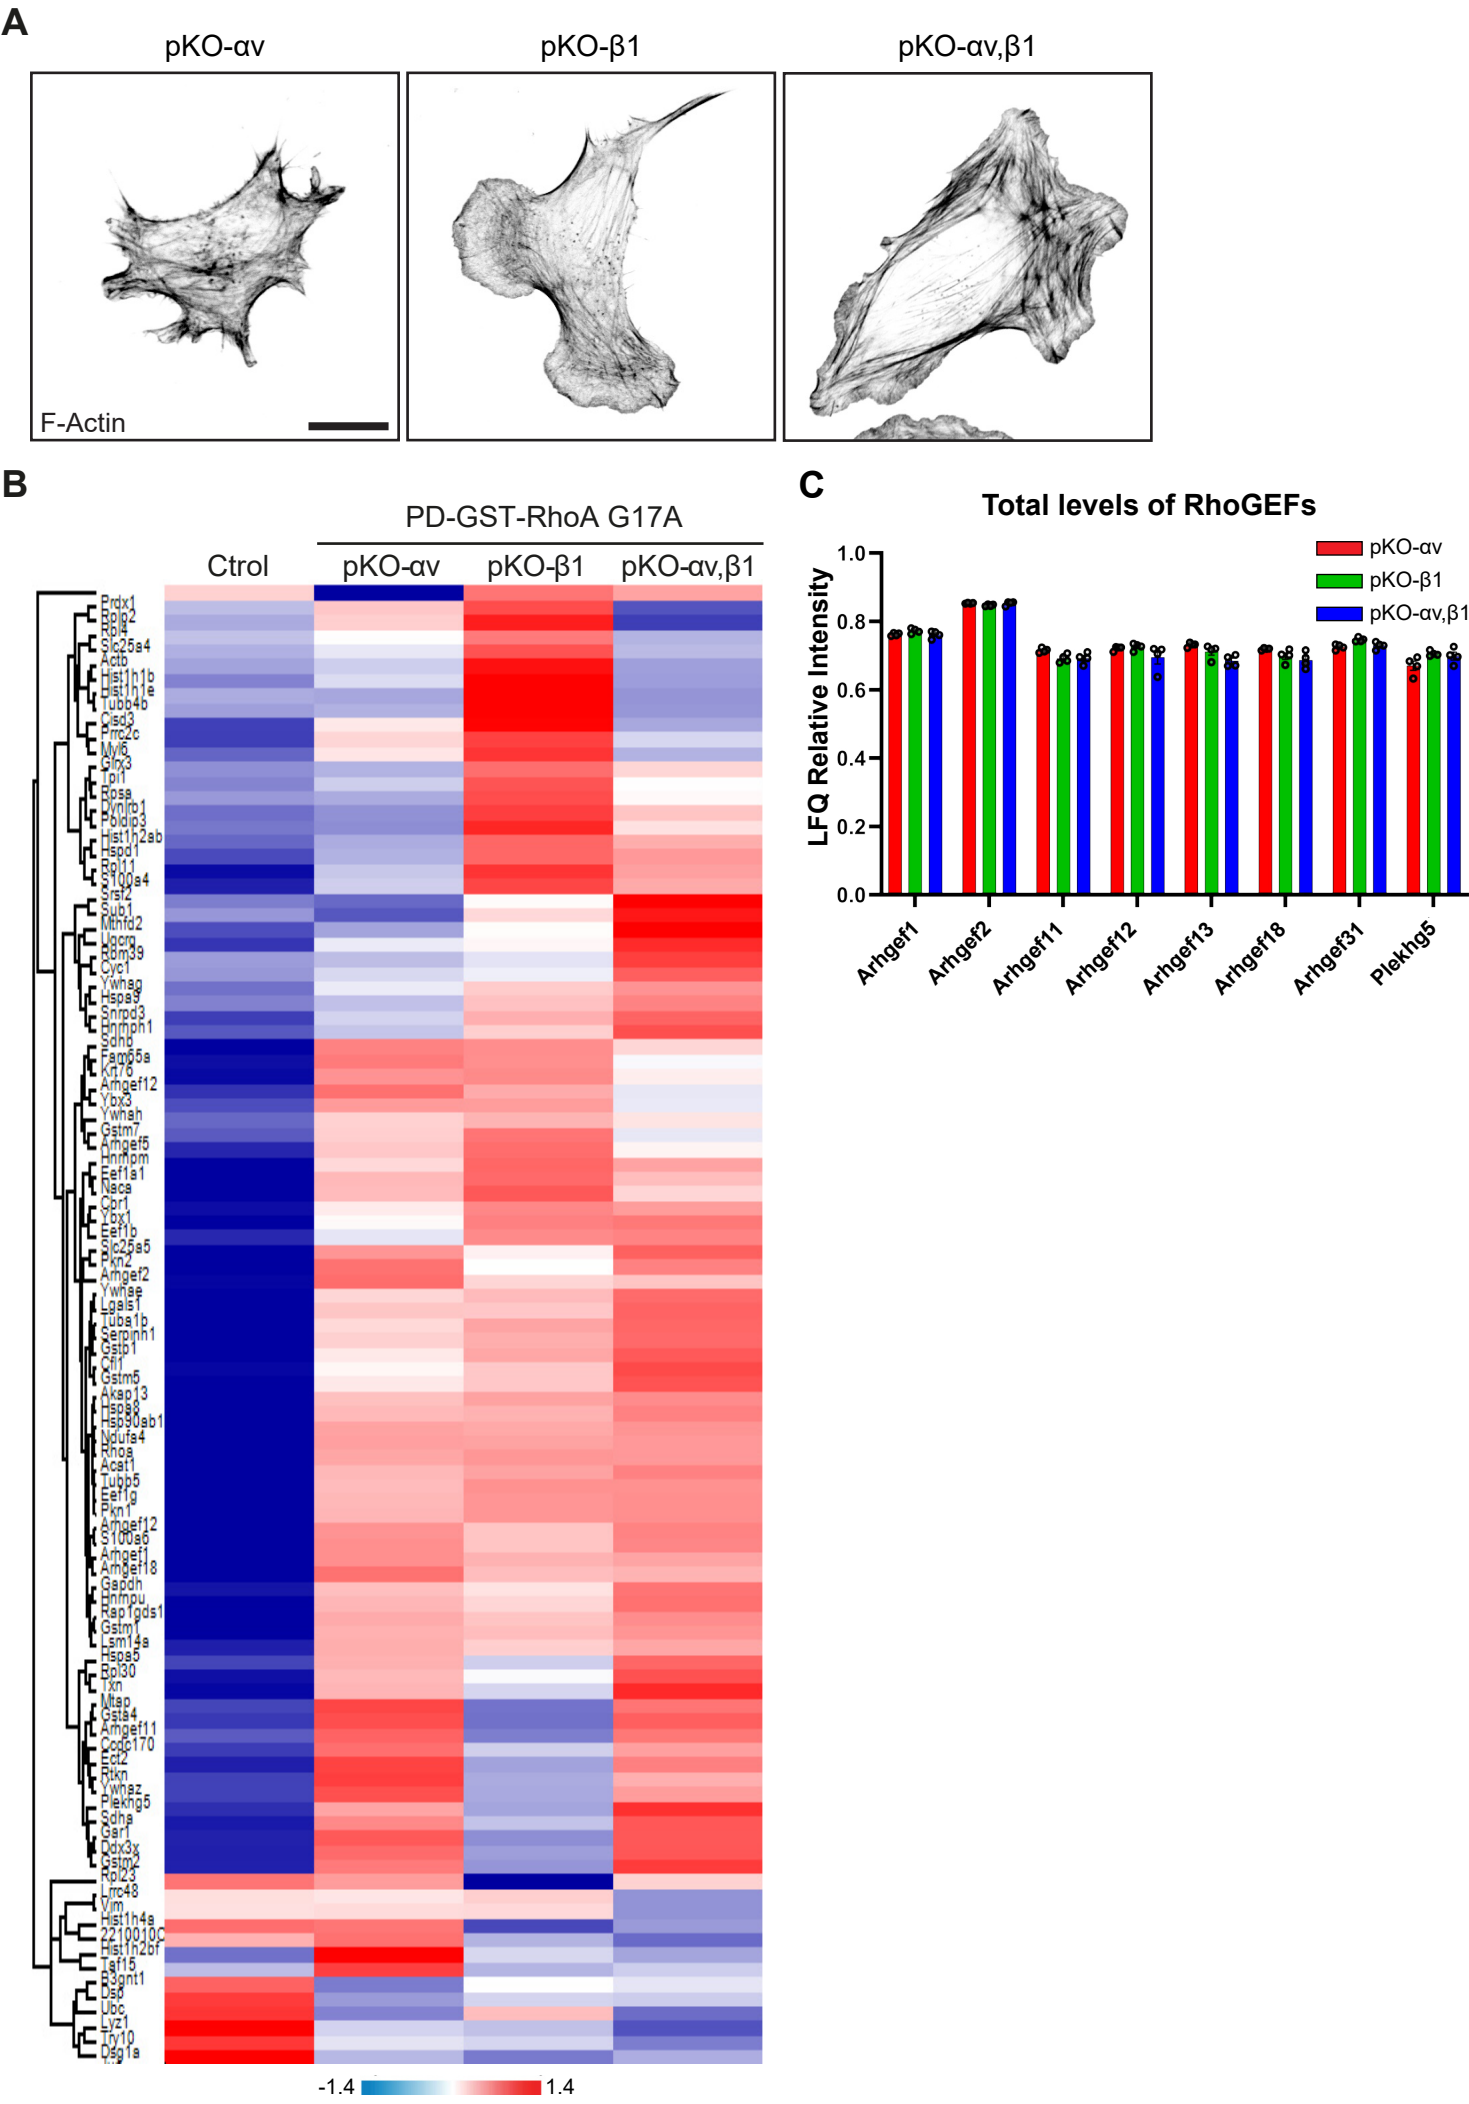 A
pKO-αv
pKO-β1
pKO-αv,β1
F-Actin
B
PD-GST-RhoA G17A
Ctrol
pKO-αv
pKO-β1
pKO-αv,β1
Prdx1
Rplp2
Rpl4
Slc25a4
Actb
Hist1h1b
Hist1h1e
Tubb4b
Cisd3
Prrc2c
Myl6
Glrx3
Tpi1
Rpsa
Dynlrb1
Poldip3
Hist1h2ab
Hspd1
Rpl11
S100a4
Srsf2
Sub1
Mthfd2
Uqcrq
Rbm39
Cyc1
Ywhag
Hspa9
Snrpd3
Hnrnph1
Sdhb
Fam65a
Krt76
Arhgef12
Ybx3
Ywhah
Gstm7
Arhgef5
Hnrnpm
Eef1a1
Naca
Cbr1
Ybx1
Eef1b
Slc25a5
Pkn2
Arhgef2
Ywhae
Lgals1
Tuba1b
Serpinh1
Gstp1
Cfl1
Gstm5
Akap13
Hspa8
Hsp90ab1
Ndufa4
Rhoa
Acat1
Tubb5
Eef1g
Pkn1
Arhgef12
S100a6
Arhgef1
Arhgef18
Gapdh
Hnrnpu
Rap1gds1
Gstm1
Lsm14a
Hspa5
Rpl30
Txn
Mtap
Gsta4
Arhgef11
Ccdc170
Ect2
Rtkn
Ywhaz
Plekhg5
Sdha
Gar1
Ddx3x
Gstm2
Rpl23
Lrrc48
Vim
Hist1h4a
2210010C
Hist1h2bf
Taf15
B3gnt1
Dsp
Ubc
Lyz1
Try10
Dsg1a
-1.4
1.4
C
Total levels of RhoGEFs
pKO-αv
pKO-β1
pKO-αv,β1
LFQ Relative Intensity
1.0
0.8
0.6
0.4
0.2
0.0
Arhgef1
Arhgef2
Arhgef11
Arhgef12
Arhgef13
Arhgef18
Arhgef31
Plekhg5